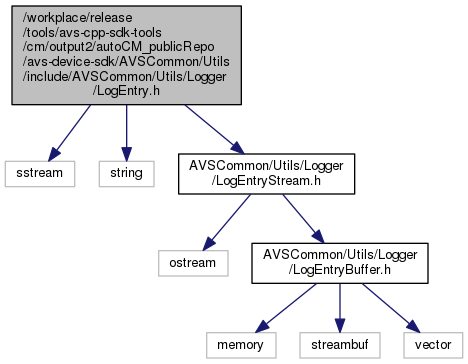 /workplace/release
/tools/avs-cpp-sdk-tools
/cm/output2/autoCM_publicRepo
/avs-device-sdk/AVSCommon/Utils
/include/AVSCommon/Utils/Logger
/LogEntry.h
sstream
string
AVSCommon/Utils/Logger
/LogEntryStream.h
ostream
AVSCommon/Utils/Logger
/LogEntryBuffer.h
memory
streambuf
vector